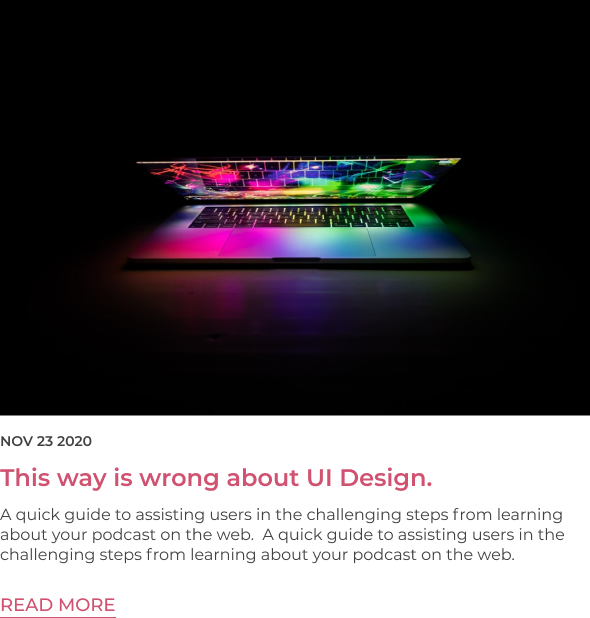 NOV 23 2020
This way is wrong about UI Design.
A quick guide to assisting users in the challenging steps from learning
about your podcast on the web.  A quick guide to assisting users in the
challenging steps from learning about your podcast on the web.
READ MORE